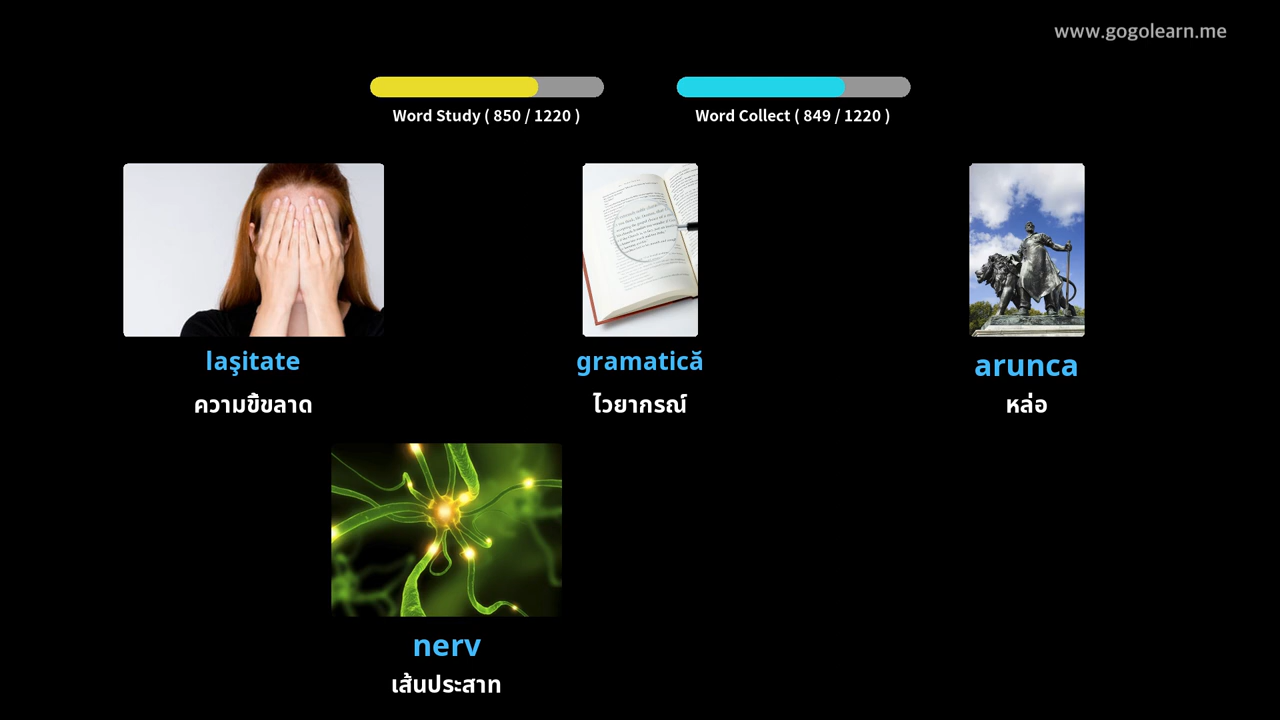 www.gogolearn.me
Word Study ( 850 / 1220 )
Word Collect ( 849 / 1220 )
laşitate
gramatică
arunca
ความขี้ขลาด
ไวยากรณ์
หล่อ
nerv
เส้นประสาท